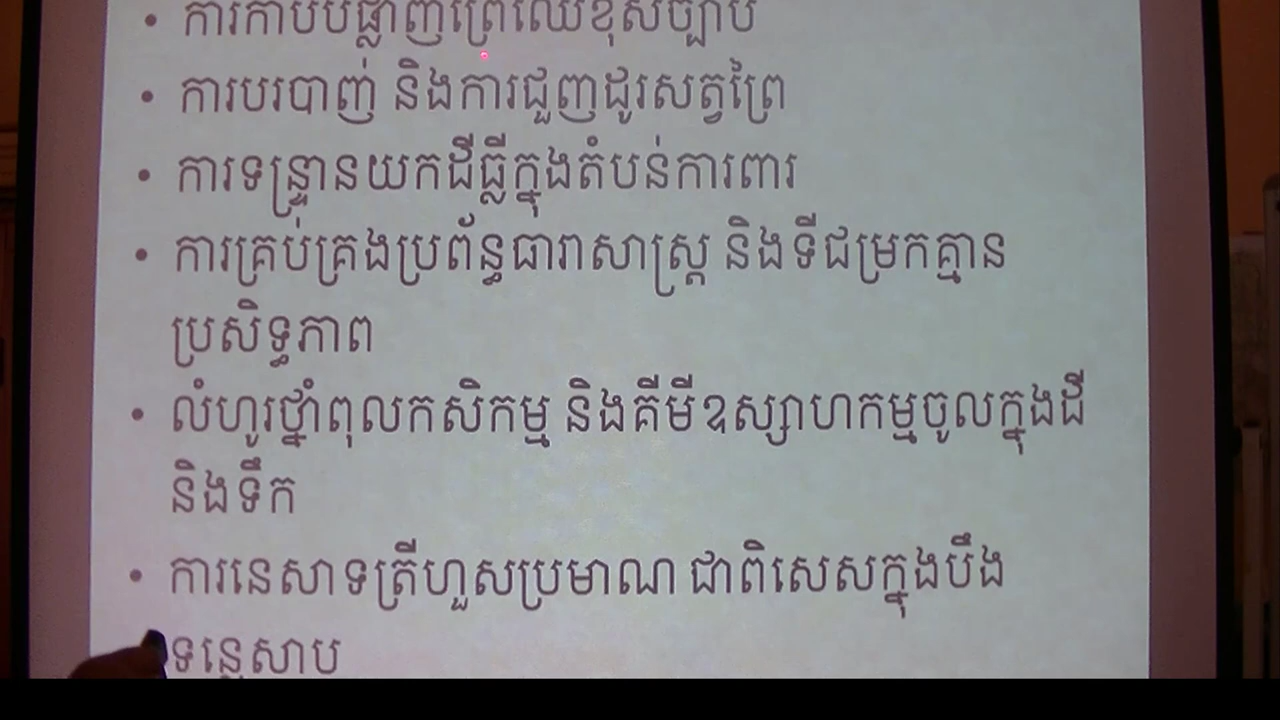 • ការកាប់បំផ្លាញព្រៃឈើខុសច្បាប់
• ការបរបាញ់ និងការជួញដូរសត្វព្រៃ
• ការទន្ទ្រានយកដីធ្លីក្នុងតំបន់ការពារ
• ការគ្រប់គ្រងប្រព័ន្ធធារាសាស្ត្រ និងទីជម្រកគ្មាន
ប្រសិទ្ធភាព
• លំហូរថ្នាំពុលកសិកម្ម និងគីមីឧស្សាហកម្មចូលក្នុងដី
និងទឹក
• ការនេសាទត្រីហួសប្រមាណ ជាពិសេសក្នុងបឹង
ទន្លេសាប